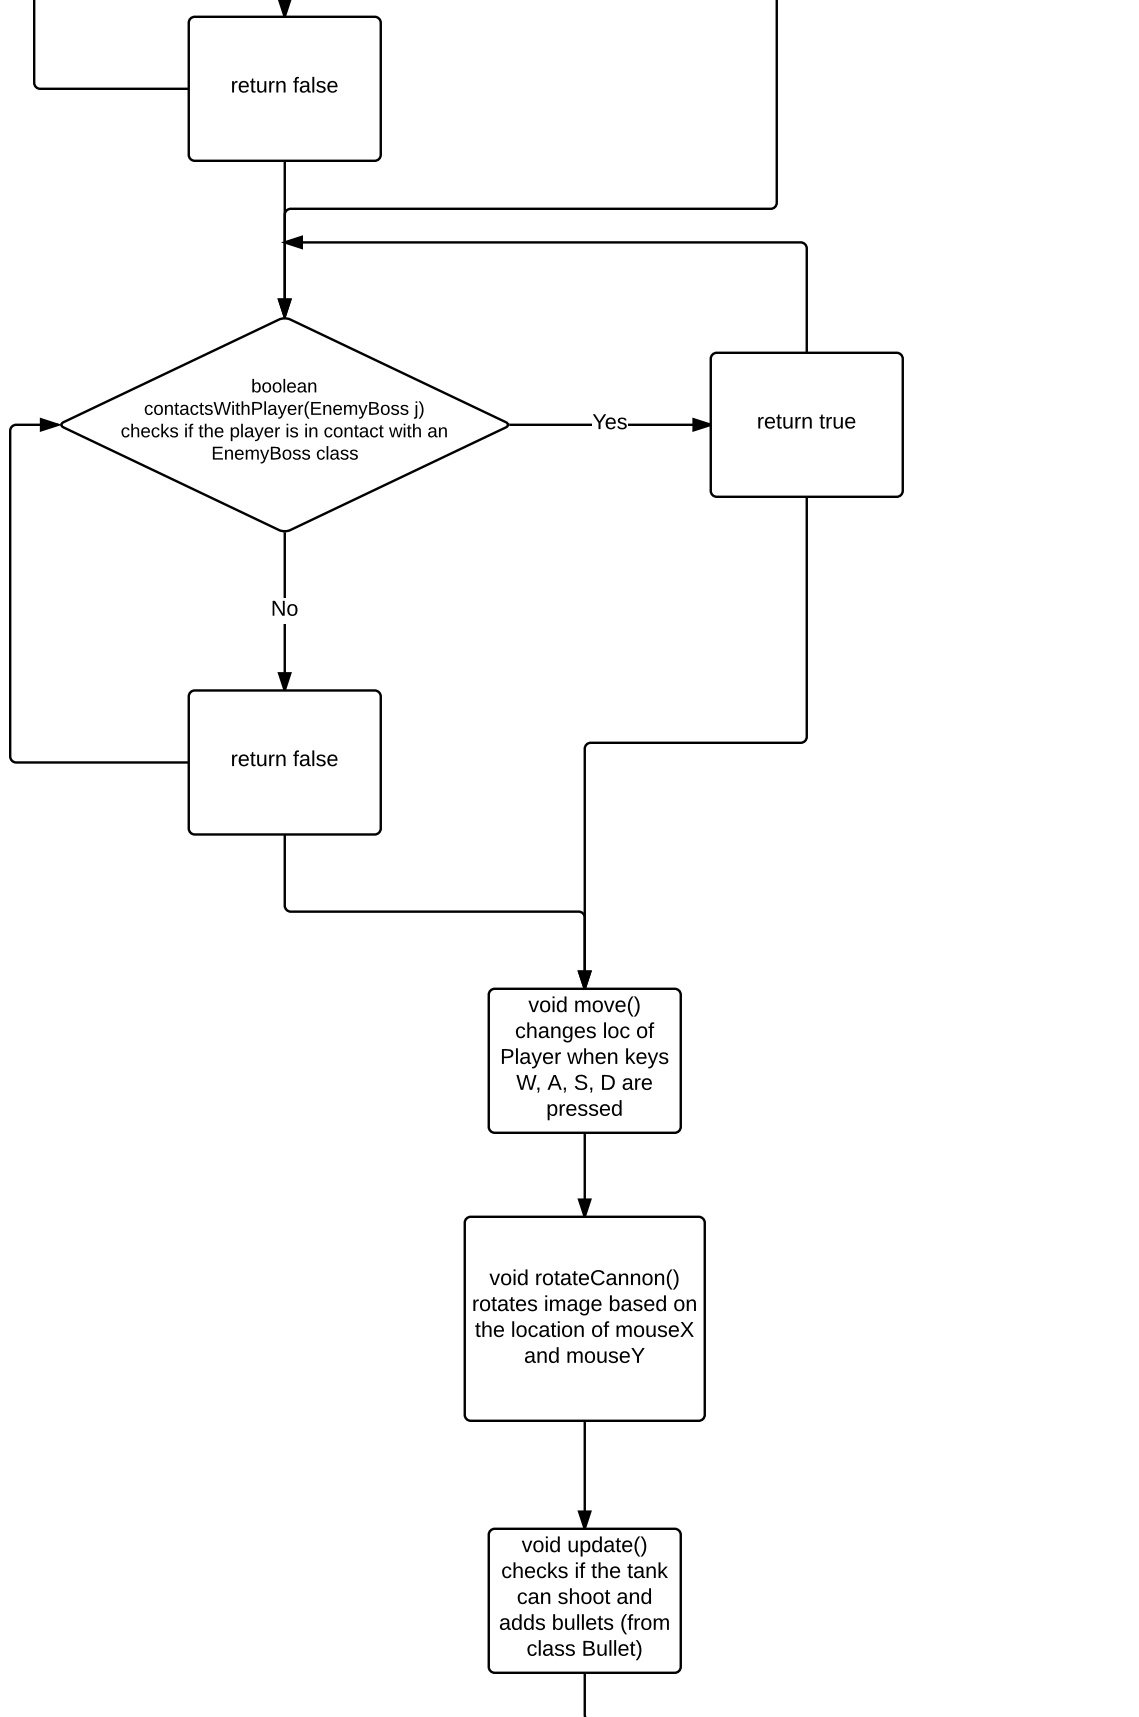 return false
boolean
contactsWithPlayer(EnemyBoss j)
checks if the player is in contact with an
EnemyBoss class
Yes
return true
No
return false
void move()
changes loc of
Player when keys
W, A, S, D are
pressed
void rotateCannon()
rotates image based on
the location of mouseX
and mouseY
void update()
checks if the tank
can shoot and
adds bullets (from
class Bullet)